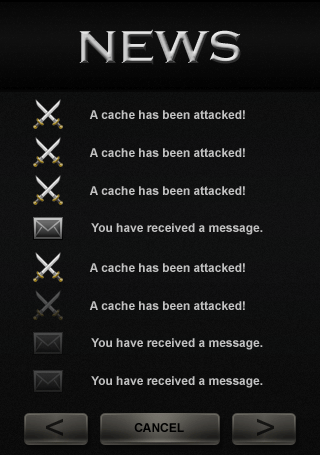 NEWS
A cache has been attacked!
A cache has been attacked!
A cache has been attacked!
You have received a message.
A cache has been attacked!
A cache has been attacked!
You have received a message.
You have received a message.
< CANCEL >